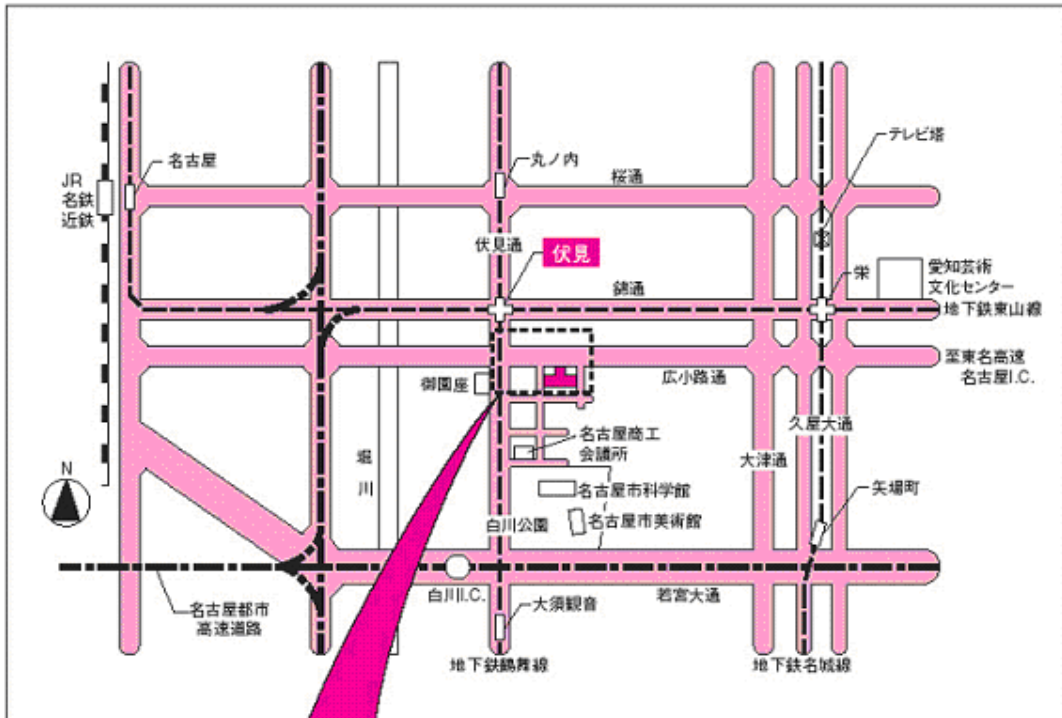 テレビ塔
名古屋
丸ノ内
JR
名鉄
近鉄
桜通
伏見通
伏見
栄
愛知芸術
文化センター
錦通
地下鉄東山線
至東名高速
名古屋I.C.
広小路通
御園座
久屋大通
名古屋商工
会議所
大津通
堀川
N
矢場町
名古屋市科学館
名古屋市美術館
白川公園
白川I.C.
大須観音
若宮大通
名古屋都市
高速道路
地下鉄鶴舞線
地下鉄名城線